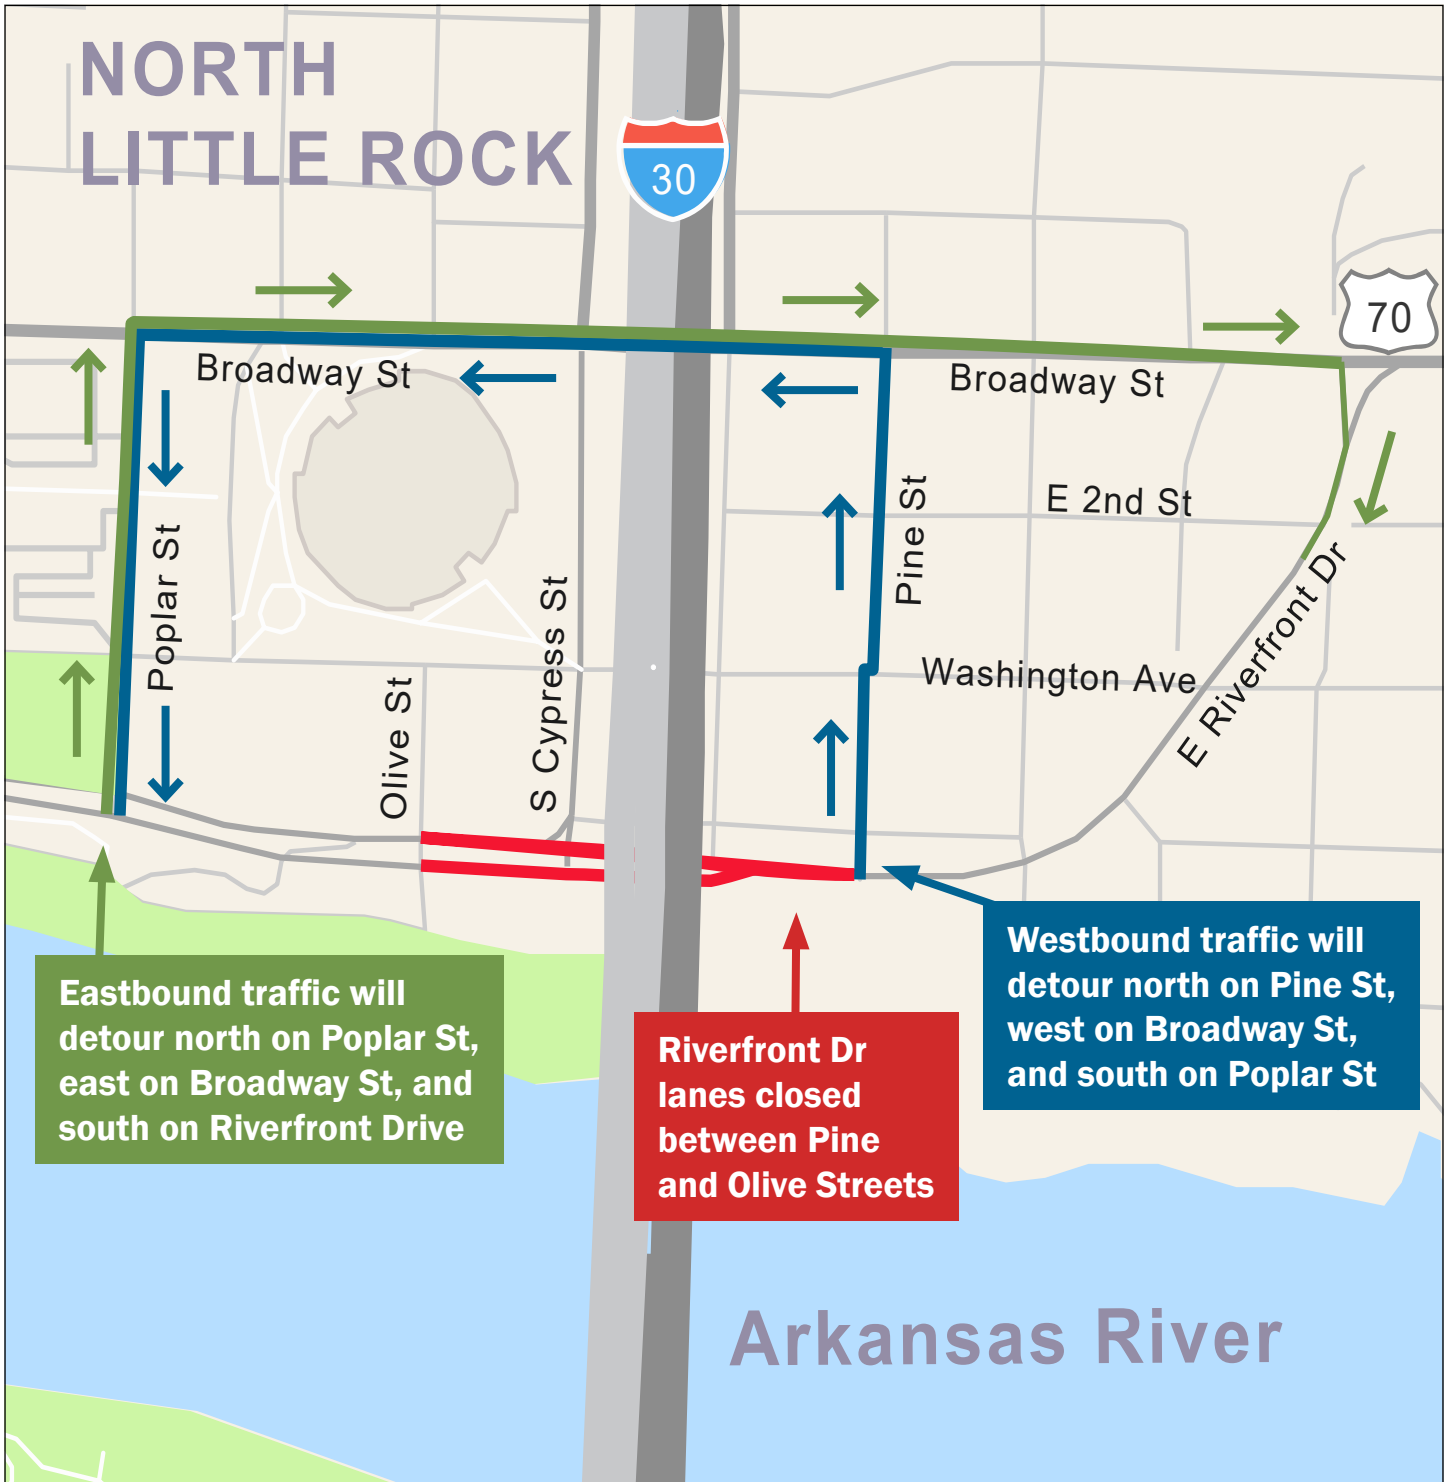 NORTH
LITTLE ROCK
30
70
Broadway St
Broadway St
E 2nd St
Pine St
Poplar St
E Riverfront Dr
S Cypress St
Washington Ave
Olive St
Westbound traffic will
detour north on Pine St,
west on Broadway St,
and south on Poplar St
Eastbound traffic will
detour north on Poplar St,
east on Broadway St, and
south on Riverfront Drive
Riverfront Dr
lanes closed
between Pine
and Olive Streets
Arkansas River